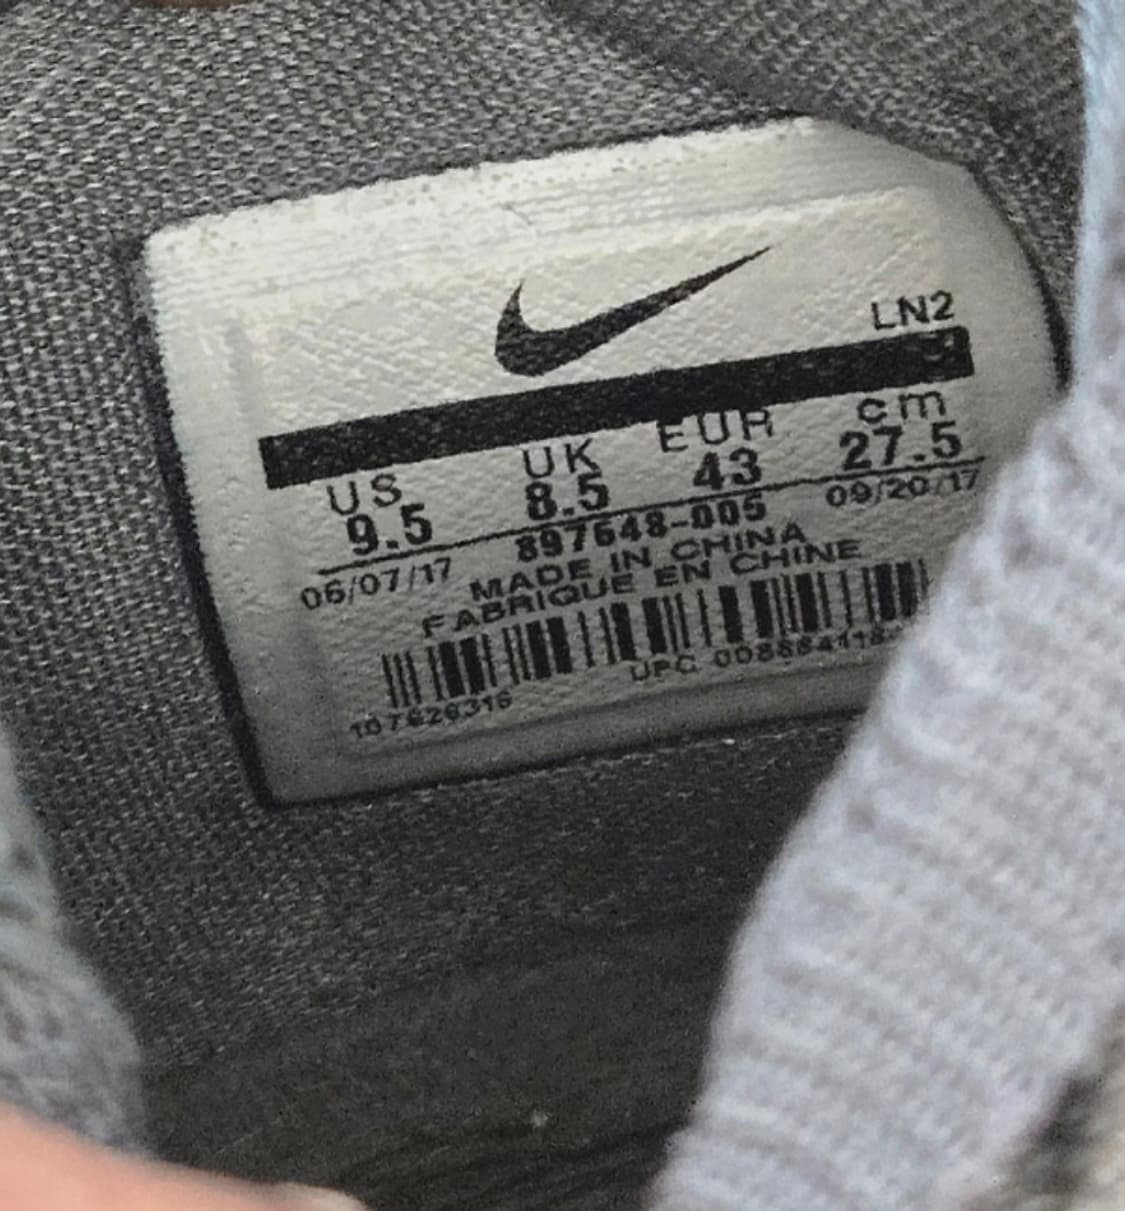 LN2
US UK EUR cm
9.5 8.5 43 27.5
06/07/17 897648-005 09/20/17
MADE IN CHINA
FABRIQUE EN CHINE
UPC